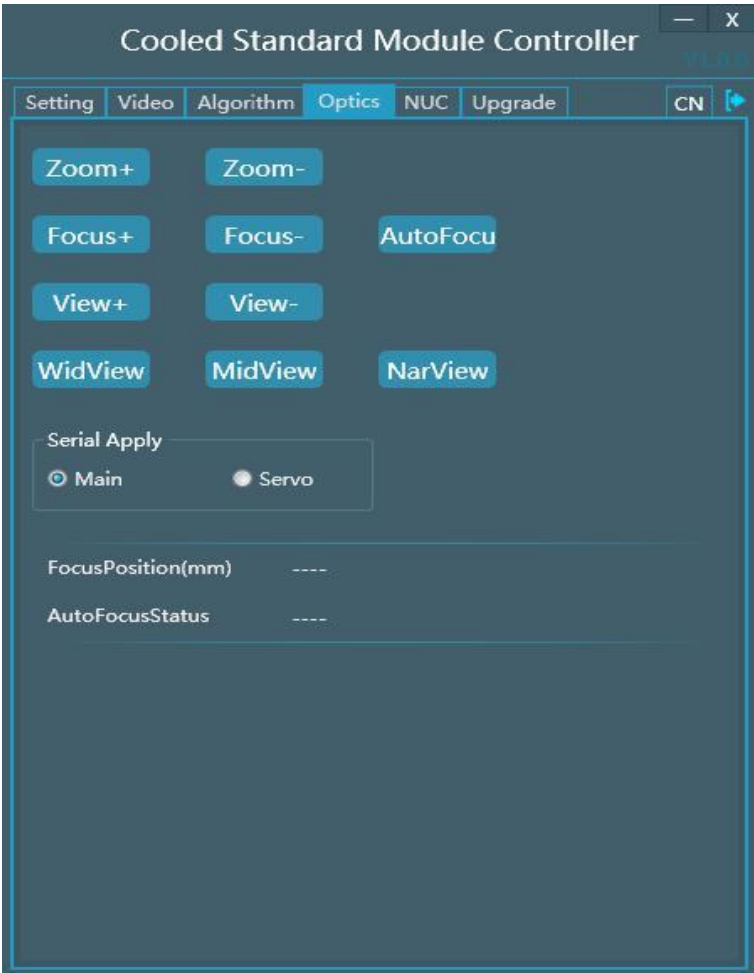 — X
Cooled Standard Module Controller
Setting Video Algorithm Optics NUC Upgrade CN
Zoom+ Zoom-
Focus+ Focus- AutoFocu
View+ View-
WidView MidView NarView
Serial Apply
Main Servo
FocusPosition(mm) ----
AutoFocusStatus ----